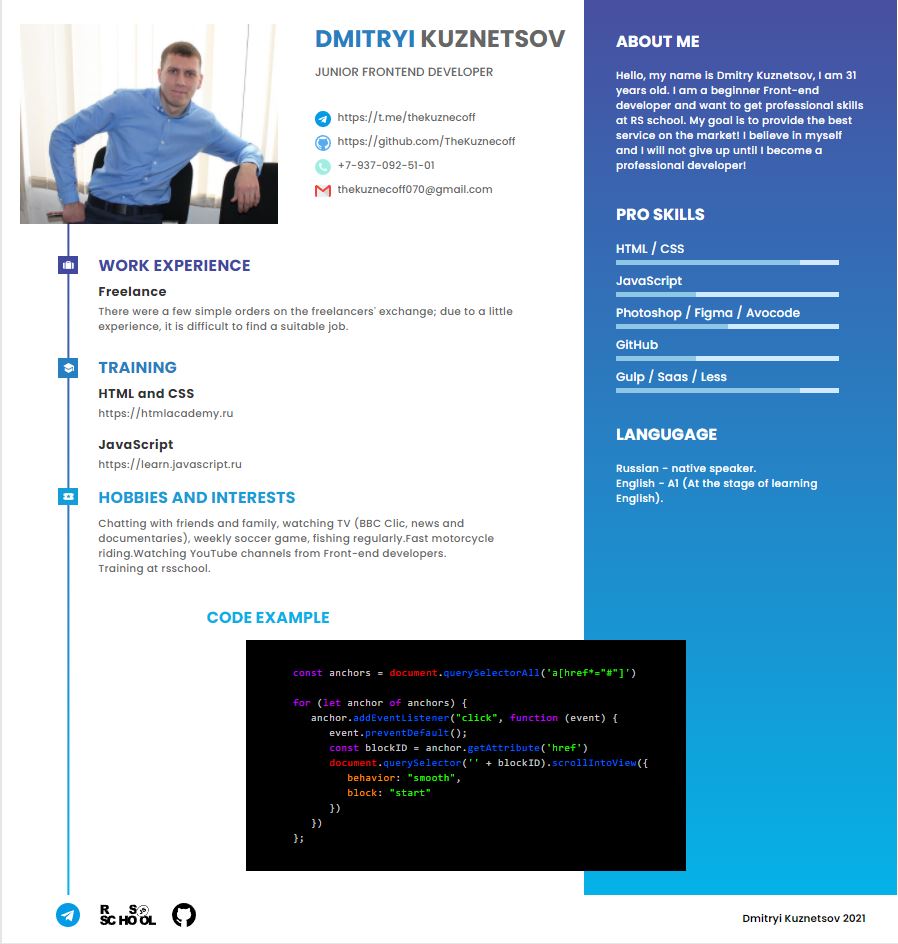 DMITRYI KUZNETSOV
JUNIOR FRONTEND DEVELOPER
https://t.me/thekuznecoff
https://github.com/TheKuznecoff
+7-937-092-51-01
thekuznecoff070@gmail.com
WORK EXPERIENCE
Freelance
There were a few simple orders on the freelancers' exchange; due to a little
experience, it is difficult to find a suitable job.
TRAINING
HTML and CSS
https://htmlacademy.ru
JavaScript
https://learn.javascript.ru
HOBBIES AND INTERESTS
Chatting with friends and family, watching TV (BBC Clic, news and
documentaries), weekly soccer game, fishing regularly.Fast motorcycle
riding.Watching YouTube channels from Front-end developers.
Training at rsschool.
ABOUT ME
Hello, my name is Dmitry Kuznetsov, I am 31
years old. I am a beginner Front-end
developer and want to get professional skills
at RS school. My goal is to provide the best
service on the market! I believe in myself
and I will not give up until I become a
professional developer!
PRO SKILLS
HTML / CSS
JavaScript
Photoshop / Figma / Avocode
GitHub
Gulp / Saas / Less
LANGUGAGE
Russian - native speaker.
English - A1 (At the stage of learning
English).
CODE EXAMPLE
const anchors = document.querySelectorAll('a[href*="#"]')
for (let anchor of anchors) {
anchor.addEventListener("click", function (event) {
event.preventDefault();
const blockID = anchor.getAttribute('href')
document.querySelector('' + blockID).scrollIntoView({
behavior: "smooth",
block: "start"
})
})
};
R S
SCHOOL
Dmitryi Kuznetsov 2021